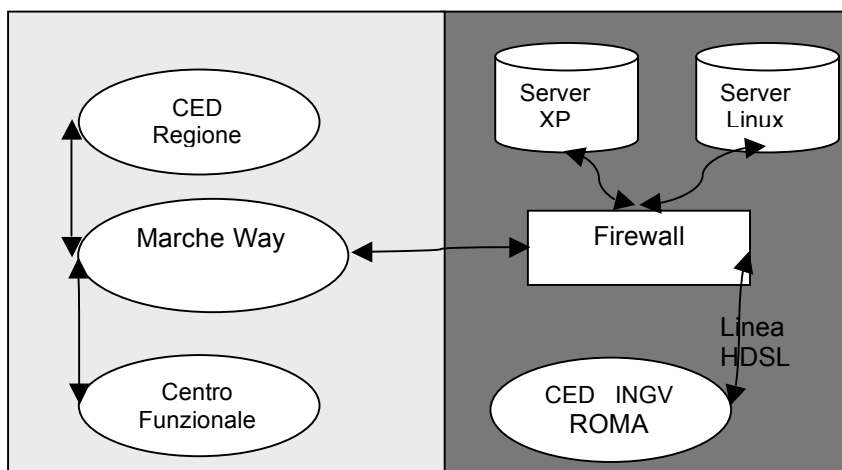 CED
Regione
Marche Way
Centro
Funzionale
Server
XP
Server
Linux
Firewall
Linea
HDSL
CED INGV
ROMA